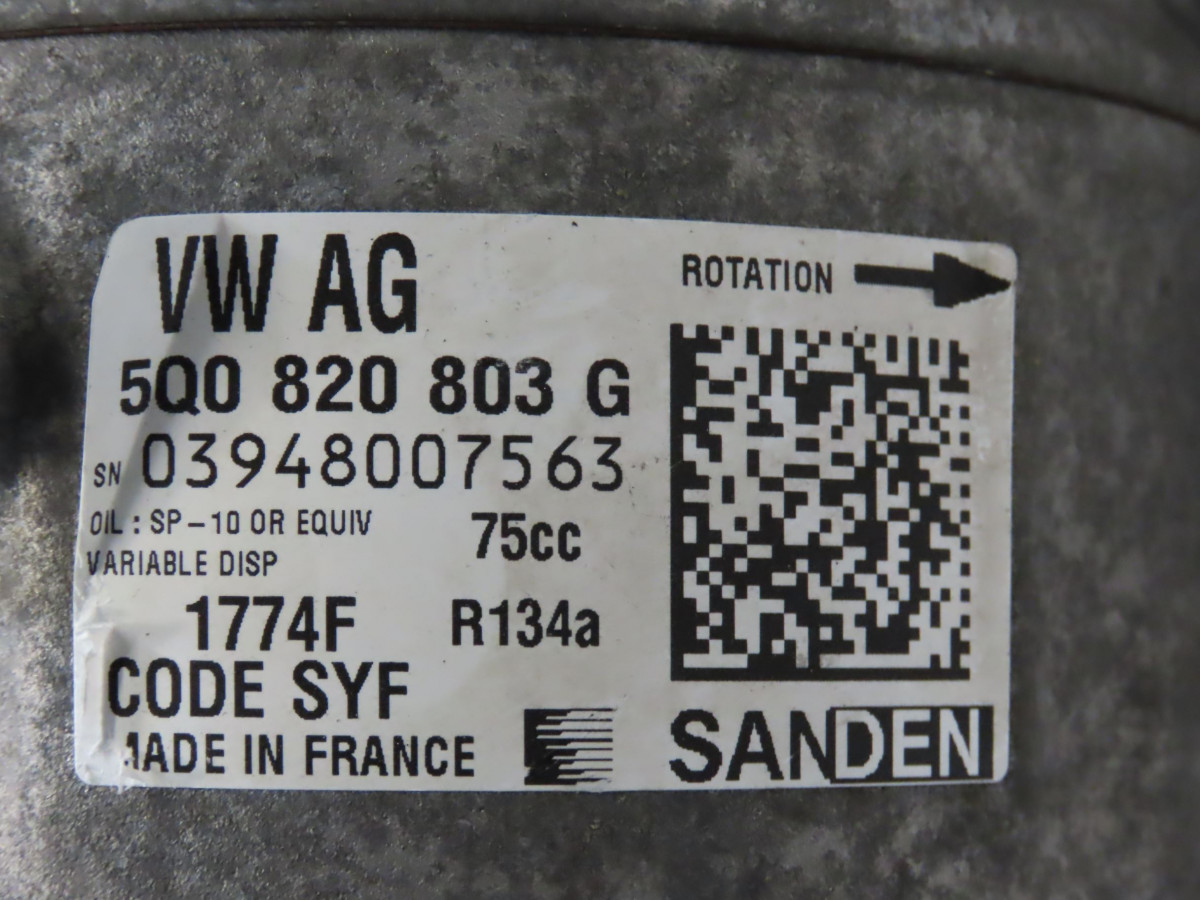 VW AG
ROTATION
5Q0 820 803 G
SN 03948007563
OIL : SP-10 OR EQUIV
75cc
VARIABLE DISP
1774F R134a
CODE SYF
MADE IN FRANCE
SANDEN